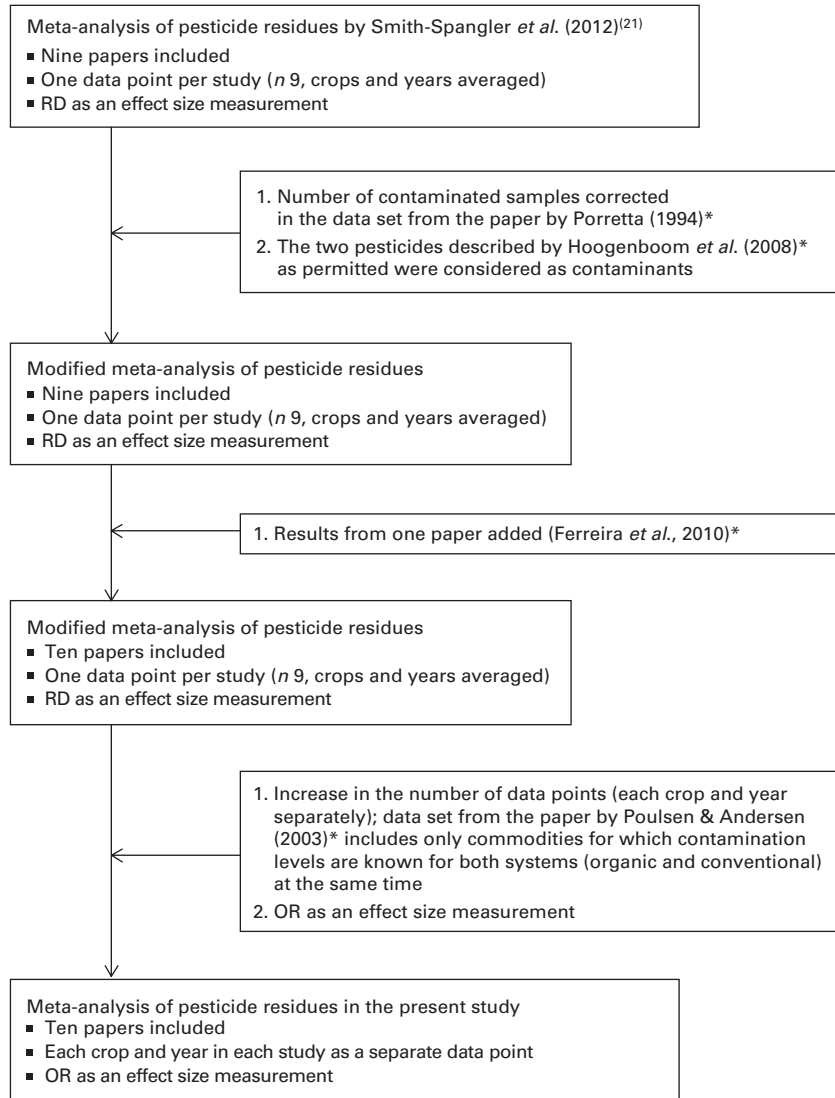 Meta-analysis of pesticide residues by Smith-Spangler et al. (2012)(21)
▪ Nine papers included
▪ One data point per study (n 9, crops and years averaged)
▪ RD as an effect size measurement
1. Number of contaminated samples corrected
in the data set from the paper by Porretta (1994)*
2. The two pesticides described by Hoogenboom et al. (2008)*
as permitted were considered as contaminants
Modified meta-analysis of pesticide residues
▪ Nine papers included
▪ One data point per study (n 9, crops and years averaged)
▪ RD as an effect size measurement
1. Results from one paper added (Ferreira et al., 2010)*
Modified meta-analysis of pesticide residues
▪ Ten papers included
▪ One data point per study (n 9, crops and years averaged)
▪ RD as an effect size measurement
1. Increase in the number of data points (each crop and year
separately); data set from the paper by Poulsen & Andersen
(2003)* includes only commodities for which contamination
levels are known for both systems (organic and conventional)
at the same time
2. OR as an effect size measurement
Meta-analysis of pesticide residues in the present study
▪ Ten papers included
▪ Each crop and year in each study as a separate data point
▪ OR as an effect size measurement